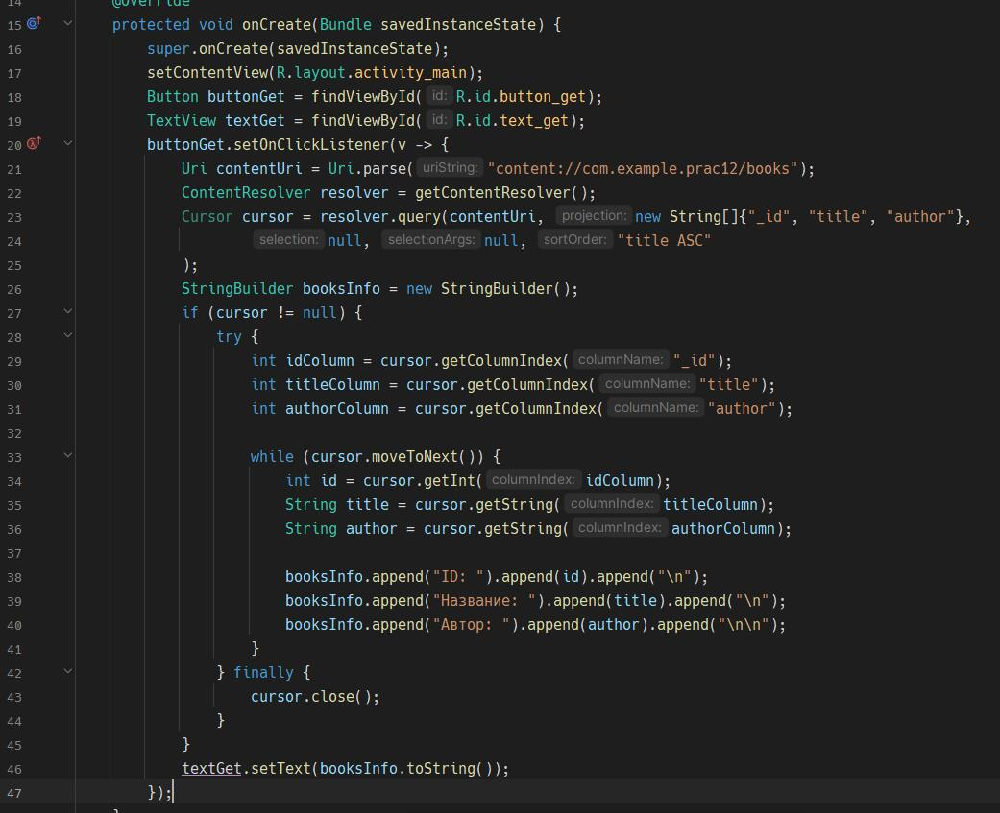 14 @Override
15 protected void onCreate(Bundle savedInstanceState) {
16 super.onCreate(savedInstanceState);
17 setContentView(R.layout.activity_main);
18 Button buttonGet = findViewById( id: R.id.button_get);
19 TextView textGet = findViewById( id: R.id.text_get);
20 buttonGet.setOnClickListener(v -> {
21 Uri contentUri = Uri.parse( uriString: "content://com.example.prac12/books");
22 ContentResolver resolver = getContentResolver();
23 Cursor cursor = resolver.query(contentUri, projection: new String[]{"_id", "title", "author"},
24 selection: null, selectionArgs: null, sortOrder: "title ASC"
25 );
26 StringBuilder booksInfo = new StringBuilder();
27 if (cursor != null) {
28 try {
29 int idColumn = cursor.getColumnIndex( columnName: "_id");
30 int titleColumn = cursor.getColumnIndex( columnName: "title");
31 int authorColumn = cursor.getColumnIndex( columnName: "author");
32
33 while (cursor.moveToNext()) {
34 int id = cursor.getInt( columnIndex: idColumn);
35 String title = cursor.getString( columnIndex: titleColumn);
36 String author = cursor.getString( columnIndex: authorColumn);
37
38 booksInfo.append("ID: ").append(id).append("\n");
39 booksInfo.append("Название: ").append(title).append("\n");
40 booksInfo.append("Автор: ").append(author).append("\n\n");
41 }
42 } finally {
43 cursor.close();
44 }
45 }
46 textGet.setText(booksInfo.toString());
47 });